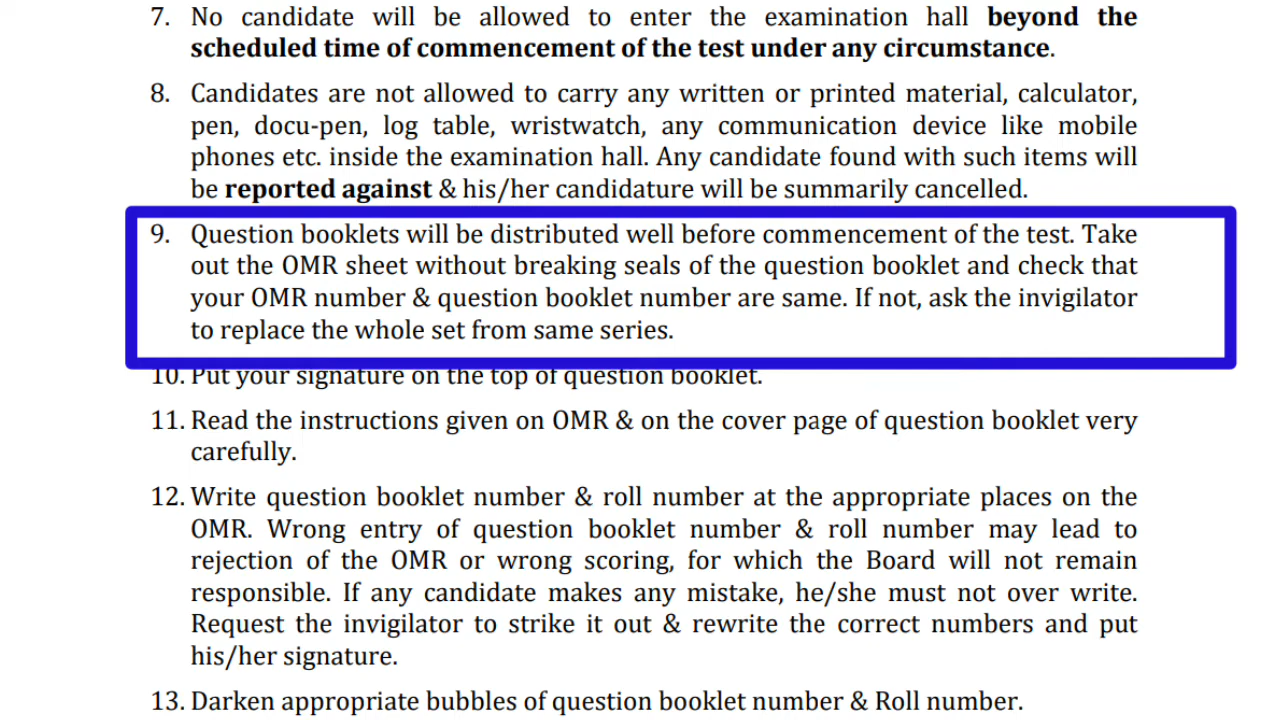 7. No candidate will be allowed to enter the examination hall beyond the
scheduled time of commencement of the test under any circumstance.
8. Candidates are not allowed to carry any written or printed material, calculator,
pen, docu-pen, log table, wristwatch, any communication device like mobile
phones etc. inside the examination hall. Any candidate found with such items will
be reported against & his/her candidature will be summarily cancelled.
9. Question booklets will be distributed well before commencement of the test. Take
out the OMR sheet without breaking seals of the question booklet and check that
your OMR number & question booklet number are same. If not, ask the invigilator
to replace the whole set from same series.
10. Put your signature on the top of question booklet.
11. Read the instructions given on OMR & on the cover page of question booklet very
carefully.
12. Write question booklet number & roll number at the appropriate places on the
OMR. Wrong entry of question booklet number & roll number may lead to
rejection of the OMR or wrong scoring, for which the Board will not remain
responsible. If any candidate makes any mistake, he/she must not over write.
Request the invigilator to strike it out & rewrite the correct numbers and put
his/her signature.
13. Darken appropriate bubbles of question booklet number & Roll number.